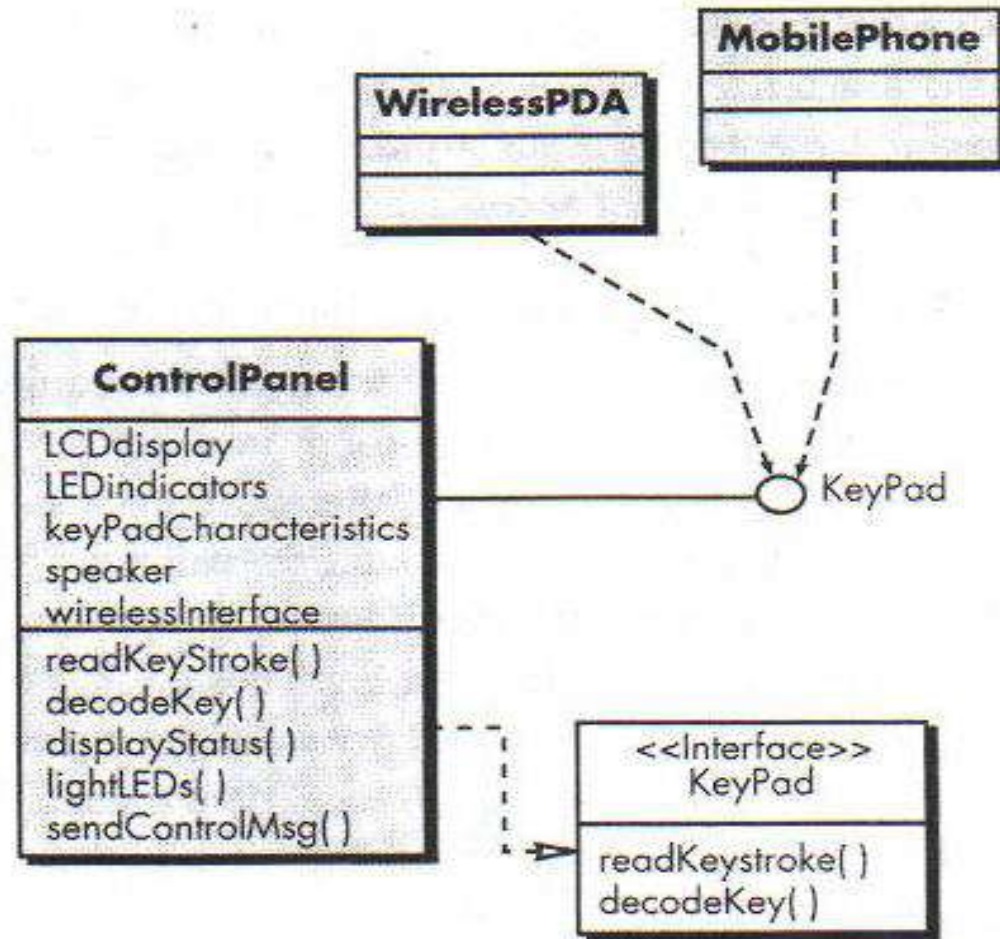 MobilePhone
WirelessPDA
ControlPanel
LCDdisplay
LEDindicators
keyPadCharacteristics
speaker
wirelessInterface
readKeyStroke( )
decodeKey( )
displayStatus( )
lightLEDs( )
sendControlMsg( )
KeyPad
<<Interface>>
KeyPad
readKeystroke( )
decodeKey( )